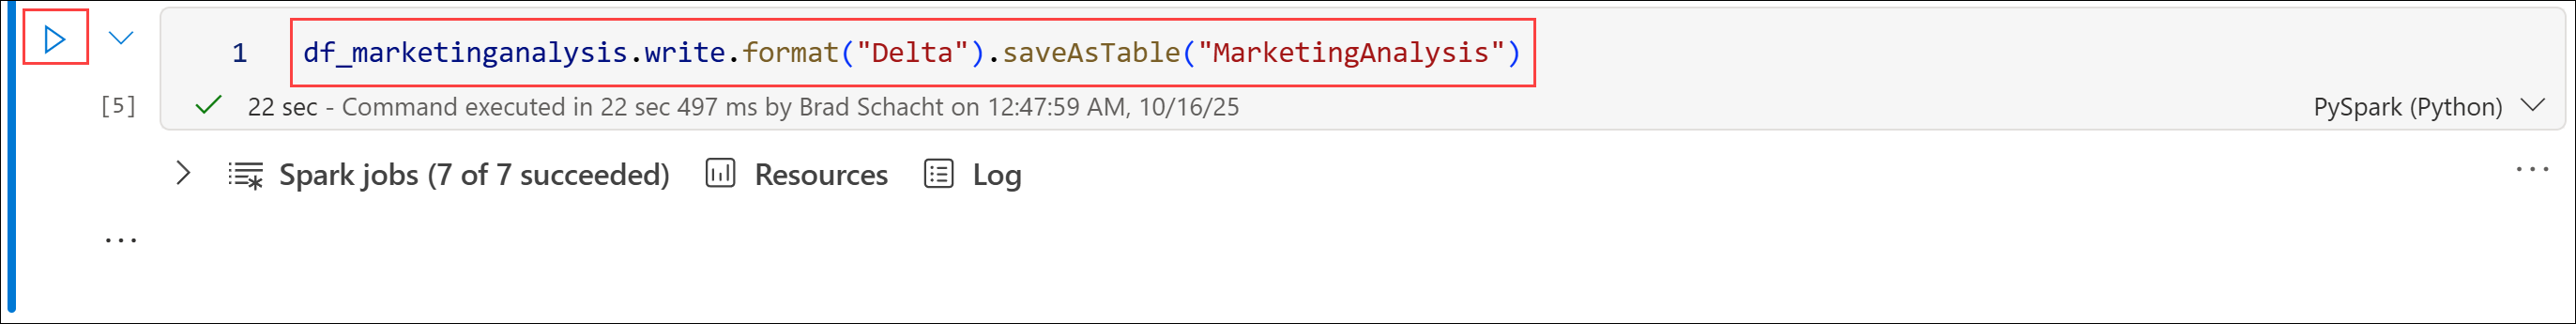 1 df_marketinganalysis.write.format("Delta").saveAsTable("MarketingAnalysis")
[5] 22 sec - Command executed in 22 sec 497 ms by Brad Schacht on 12:47:59 AM, 10/16/25 PySpark (Python)
Spark jobs (7 of 7 succeeded) Resources Log ...
...